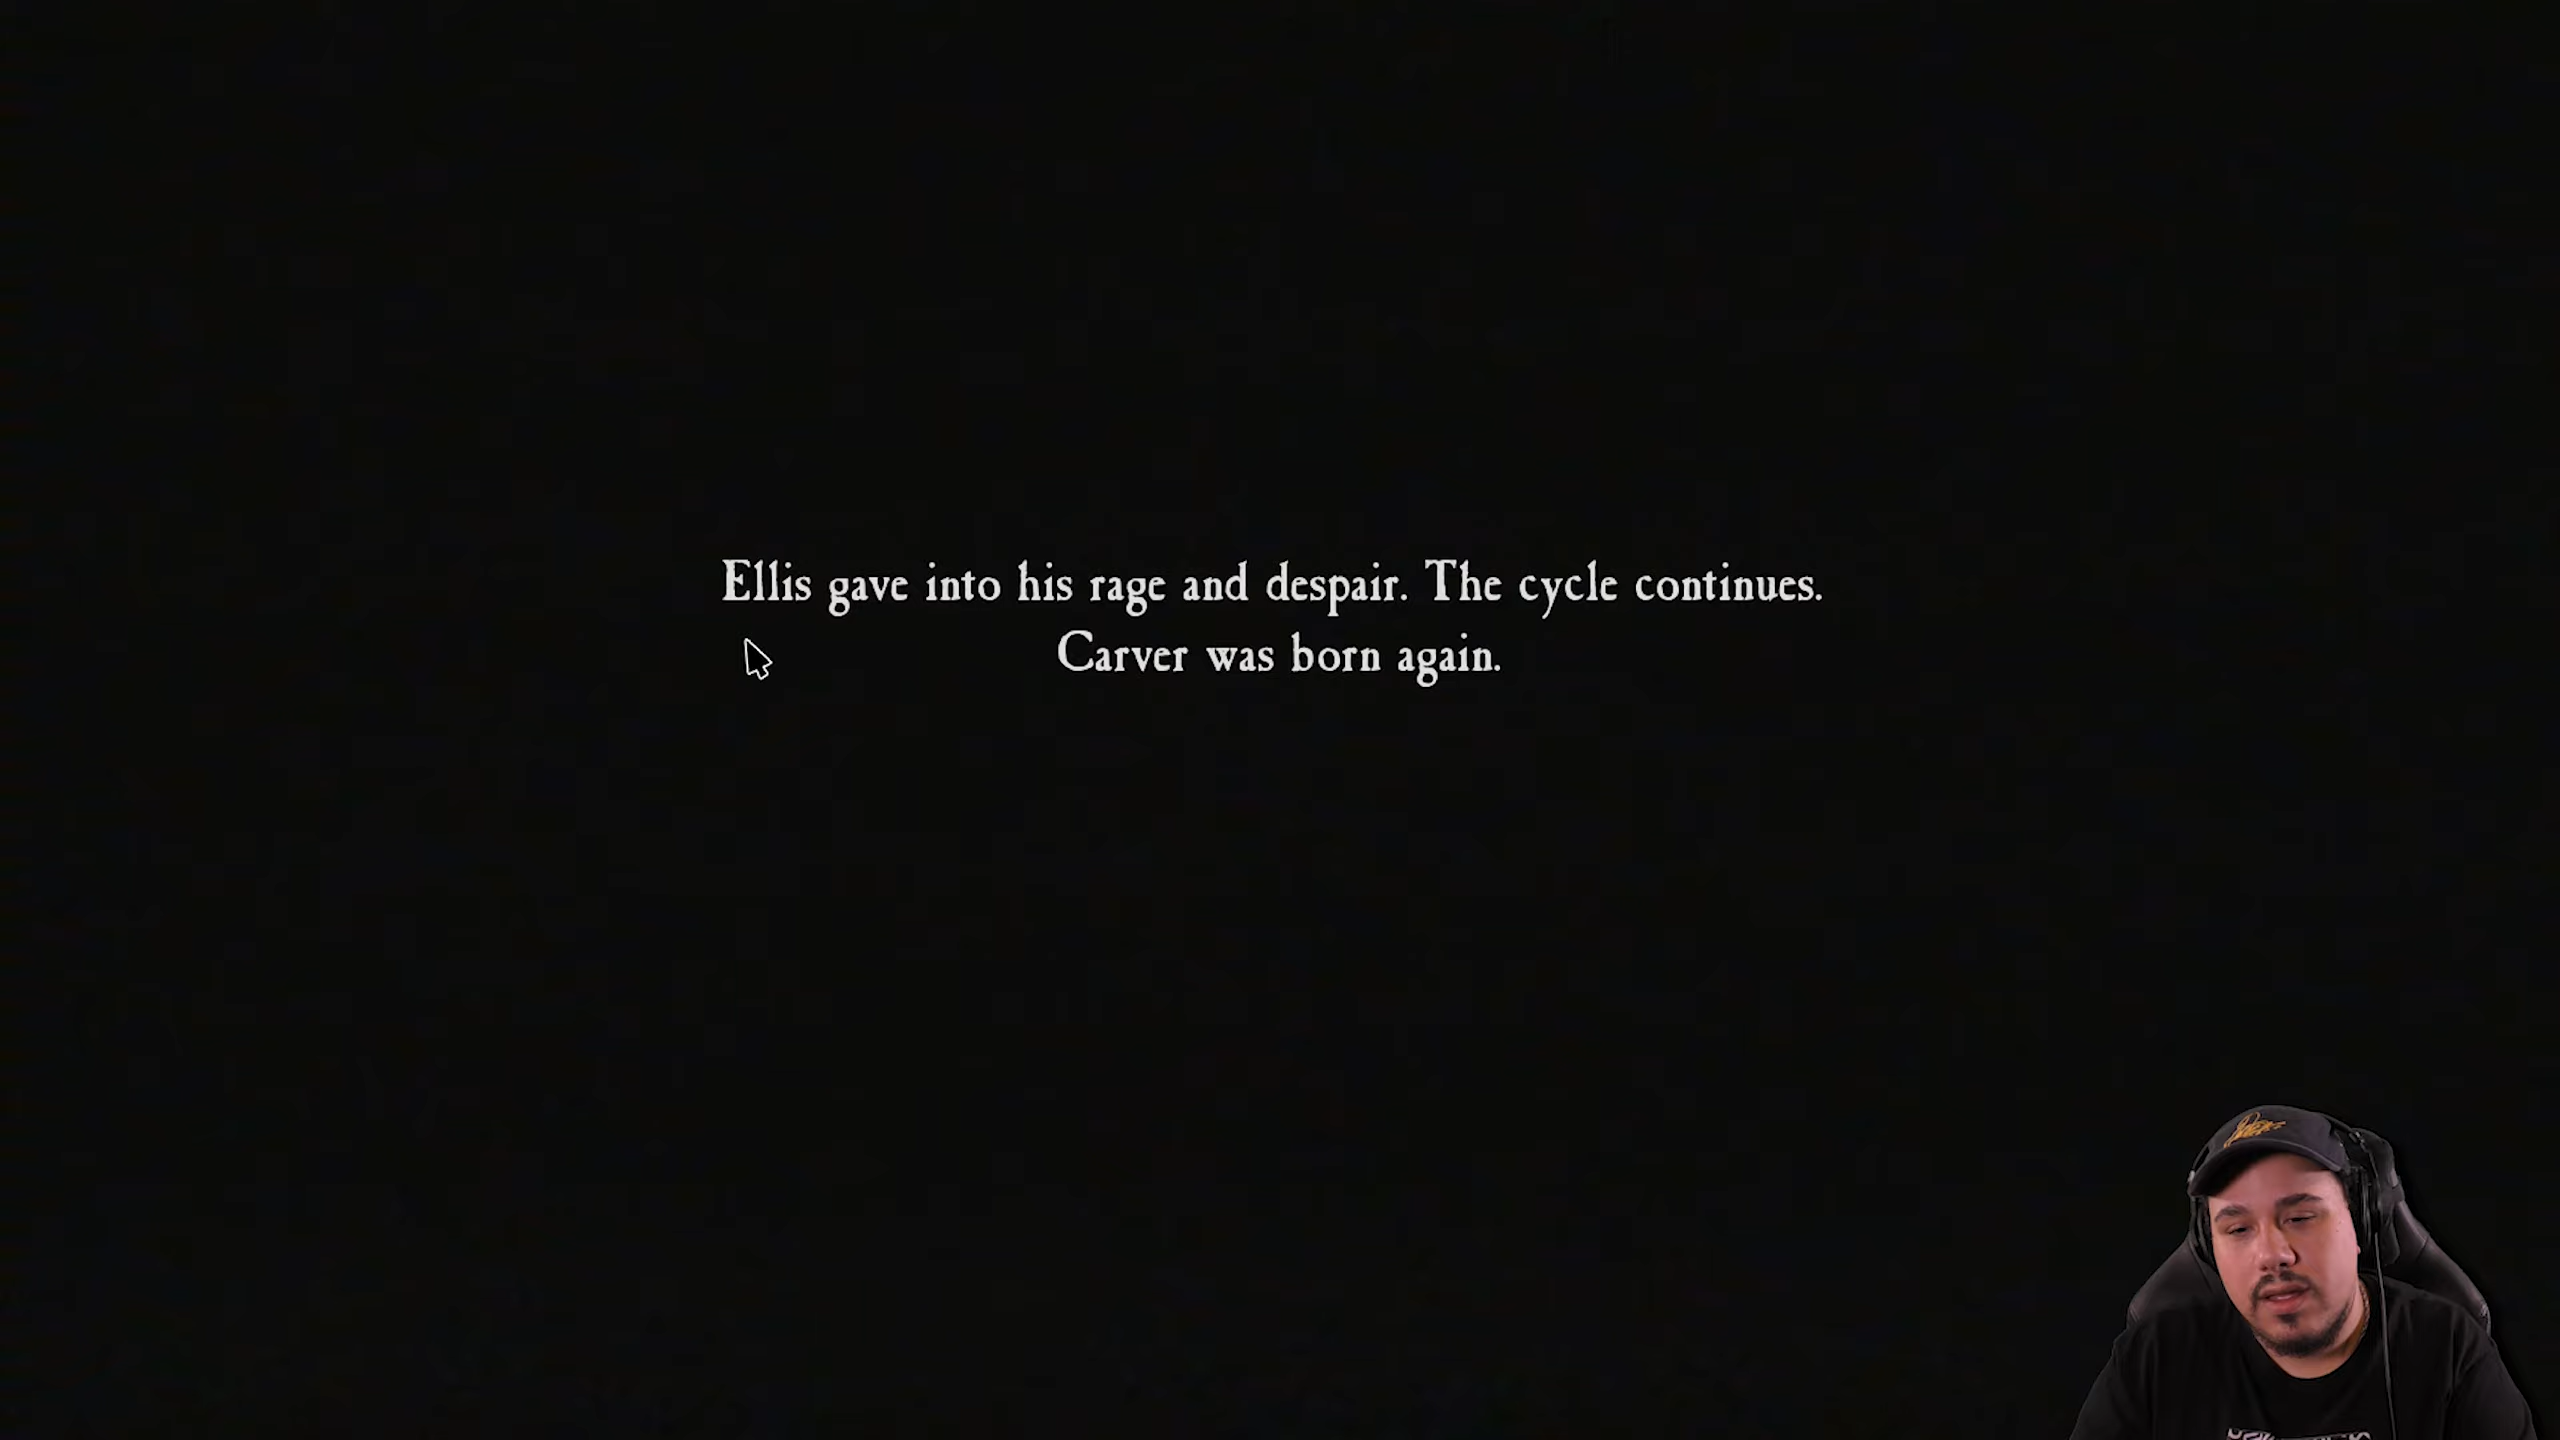 Ellis gave into his rage and despair. The cycle continues.
Carver was born again.